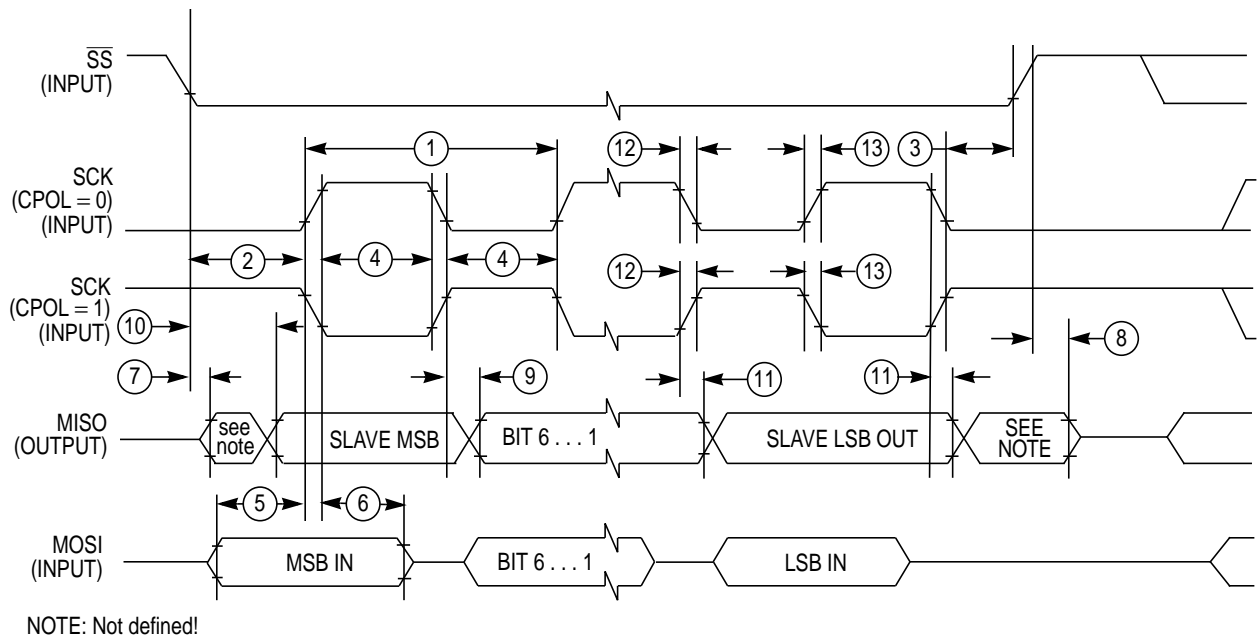 SS
(INPUT)
1
12
13
3
SCK
(CPOL = 0)
(INPUT)
2
4
4
12
13
SCK
(CPOL = 1)
(INPUT)
10
8
7
9
11
11
MISO
(OUTPUT)
see
note
SLAVE MSB
BIT 6 . . . 1
SLAVE LSB OUT
SEE
NOTE
5
6
MOSI
(INPUT)
MSB IN
BIT 6 . . . 1
LSB IN
NOTE: Not defined!